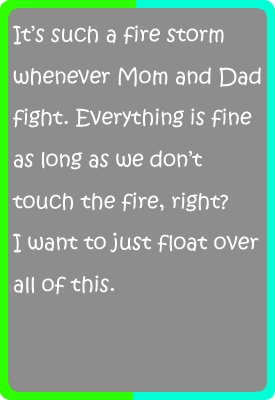 It's such a fire storm
whenever Mom and Dad
fight. Everything is fine
as long as we don't
touch the fire, right?
I want to just float over
all of this.